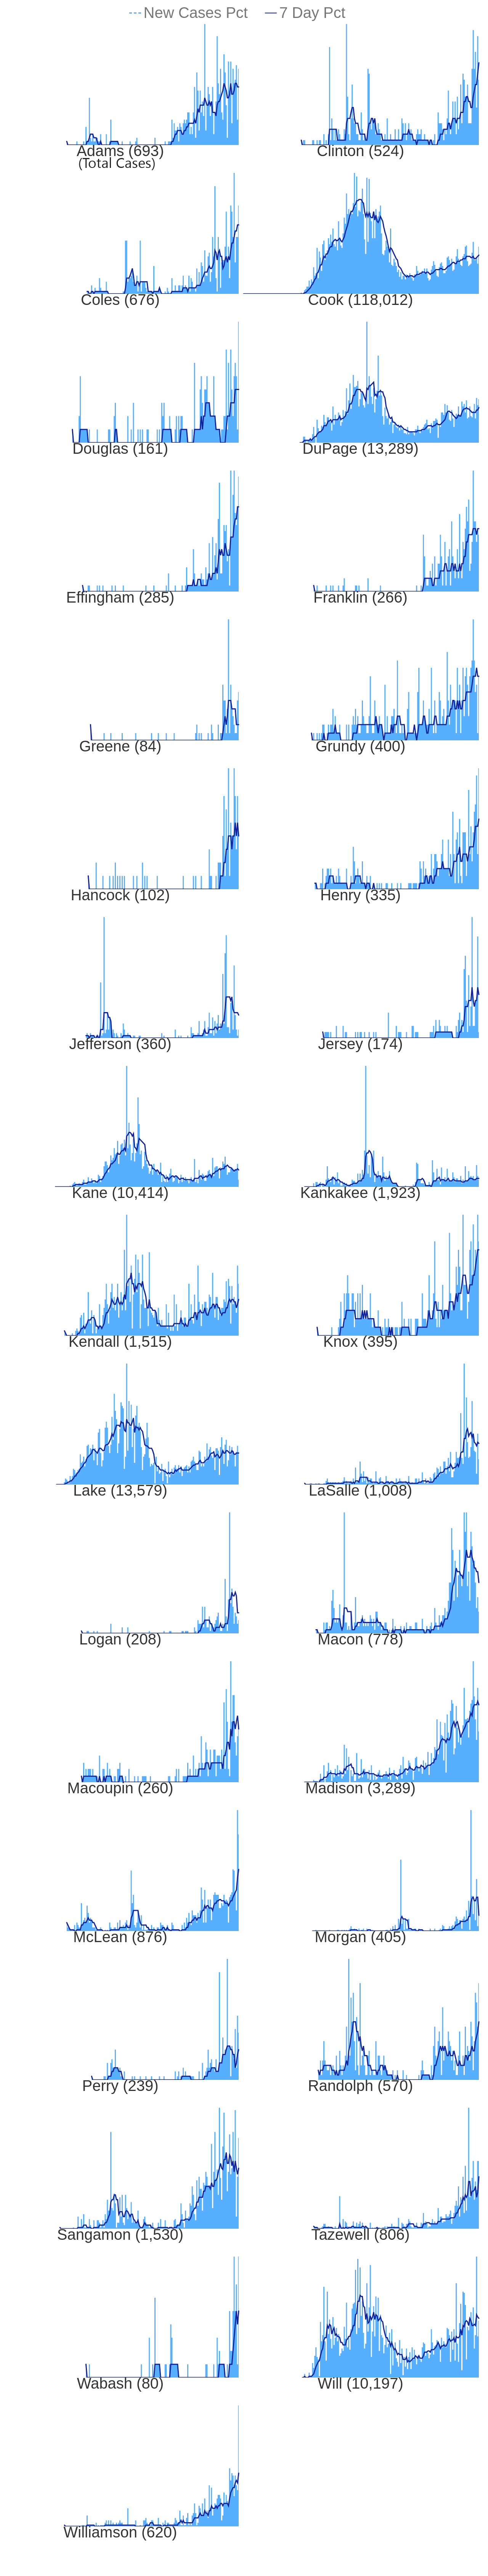 New Cases Pct 7 Day Pct
Adams (693) Clinton (524)
(Total Cases)
Coles (676) Cook (118,012)
Douglas (161) DuPage (13,289)
Effingham (285) Franklin (266)
Greene (84) Grundy (400)
Hancock (102) Henry (335)
Jefferson (360) Jersey (174)
Kane (10,414) Kankakee (1,923)
Kendall (1,515) Knox (395)
Lake (13,579) LaSalle (1,008)
Logan (208) Macon (778)
Macoupin (260) Madison (3,289)
McLean (876) Morgan (405)
Perry (239) Randolph (570)
Sangamon (1,530) Tazewell (806)
Wabash (80) Will (10,197)
Williamson (620)